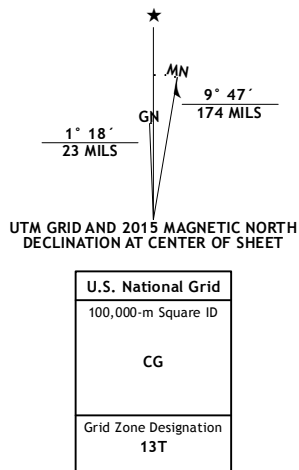 ★
MN
GN
9° 47´
174 MILS
1° 18´
23 MILS
UTM GRID AND 2015 MAGNETIC NORTH
DECLINATION AT CENTER OF SHEET
U.S. National Grid
100,000-m Square ID
CG
Grid Zone Designation
13T